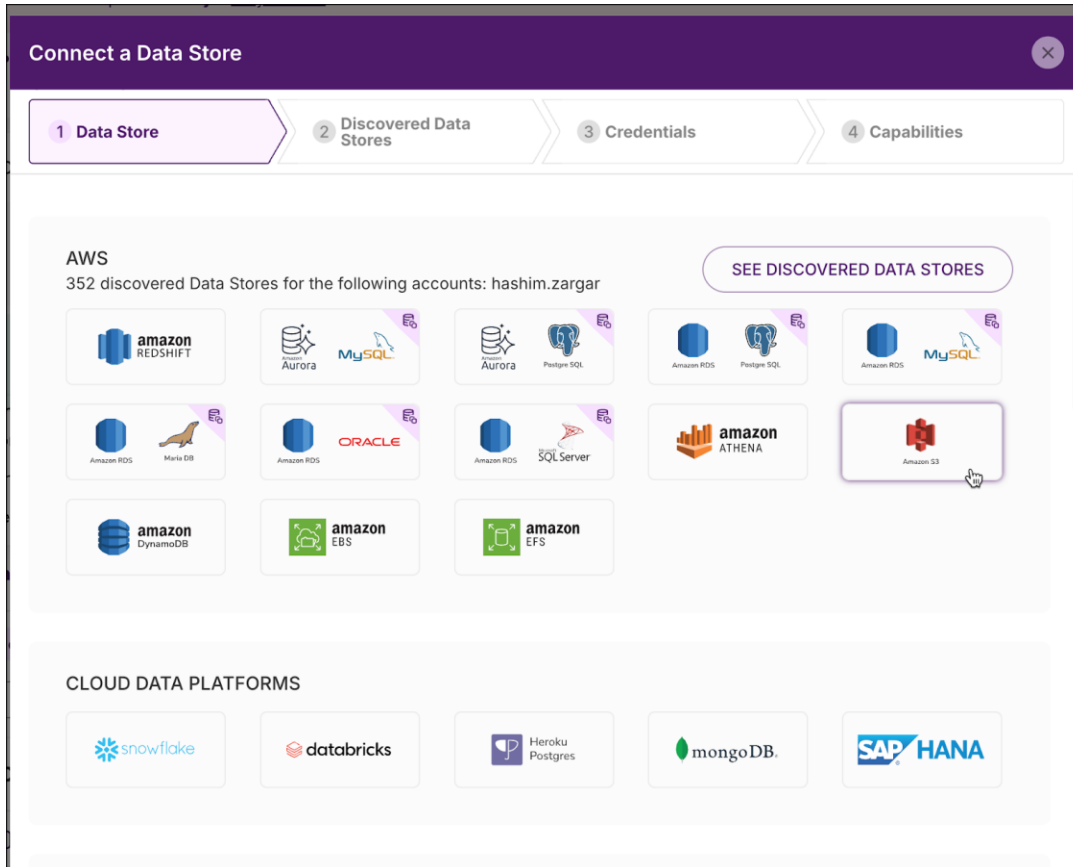 Connect a Data Store
1 Data Store
2 Discovered Data
Stores
3 Credentials
4 Capabilities
AWS
SEE DISCOVERED DATA STORES
352 discovered Data Stores for the following accounts: hashim.zargar
amazon
REDSHIFT
Amazon
Aurora
MySQL
Amazon
Aurora
Postgre SQL
Amazon RDS
Postgre SQL
Amazon RDS
MySQL
Amazon RDS
Maria DB
Amazon RDS
ORACLE
Amazon RDS
Microsoft
SQL Server
amazon
ATHENA
Amazon S3
amazon
DynamoDB
amazon
EBS
amazon
EFS
CLOUD DATA PLATFORMS
snowflake
databricks
Heroku
Postgres
mongoDB.
SAP HANA